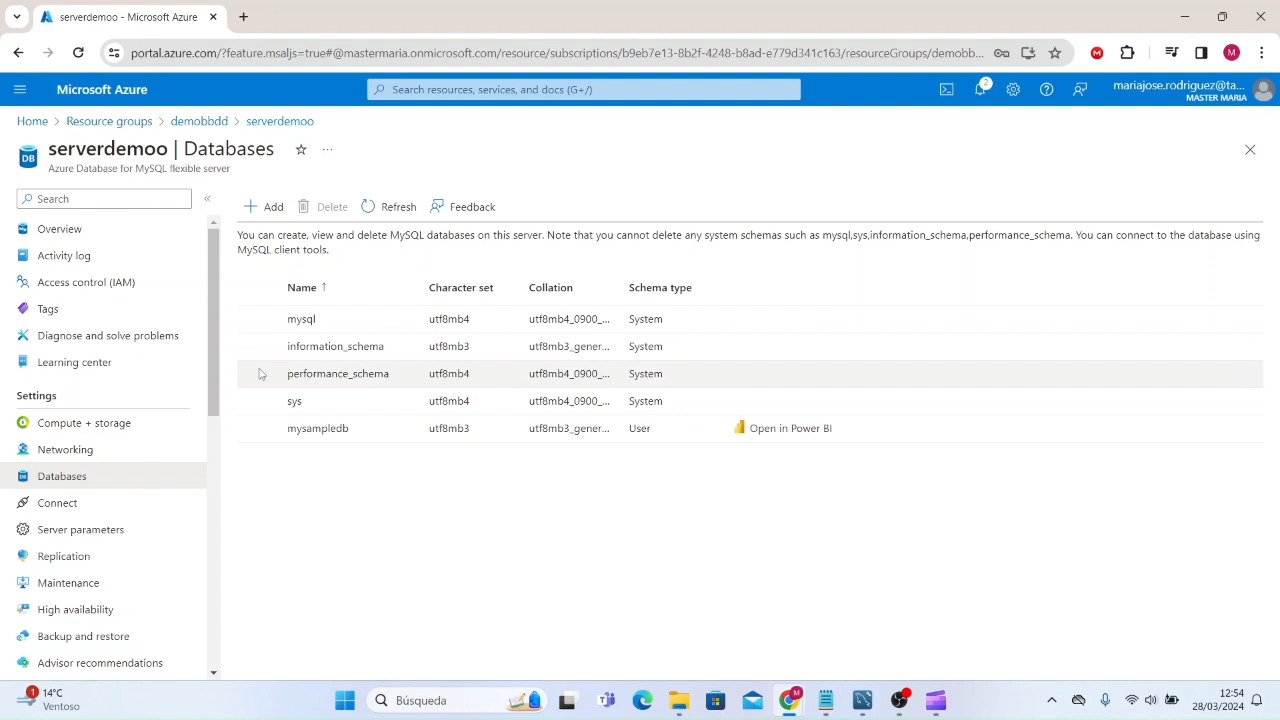 serverdemoo - Microsoft Azure
portal.azure.com/?feature.msaljs=true#@mastermaria.onmicrosoft.com/resource/subscriptions/b9eb7e13-8b2f-4248-b8ad-e779d341c163/resourceGroups/demobb...
M
M
Microsoft Azure
Search resources, services, and docs (G+/)
2
mariajose.rodriguez@ta...
MASTER MARIA
Home > Resource groups > demobbdd > serverdemoo
DB
serverdemoo | Databases
Azure Database for MySQL flexible server
Search
Add
Delete
Refresh
Feedback
Overview
Activity log
Access control (IAM)
Tags
Diagnose and solve problems
Learning center
Settings
Compute + storage
Networking
Databases
Connect
Server parameters
Replication
Maintenance
High availability
Backup and restore
Advisor recommendations
You can create, view and delete MySQL databases on this server. Note that you cannot delete any system schemas such as mysql,sys,information_schema,performance_schema. You can connect to the database using
MySQL client tools.
Name ↑ Character set Collation Schema type
mysql utf8mb4 utf8mb4_0900_... System
information_schema utf8mb3 utf8mb3_gener... System
performance_schema utf8mb4 utf8mb4_0900_... System
sys utf8mb4 utf8mb4_0900_... System
mysampledb utf8mb3 utf8mb3_gener... User Open in Power BI
1
14°C
Ventoso
Búsqueda
M
12:54
28/03/2024